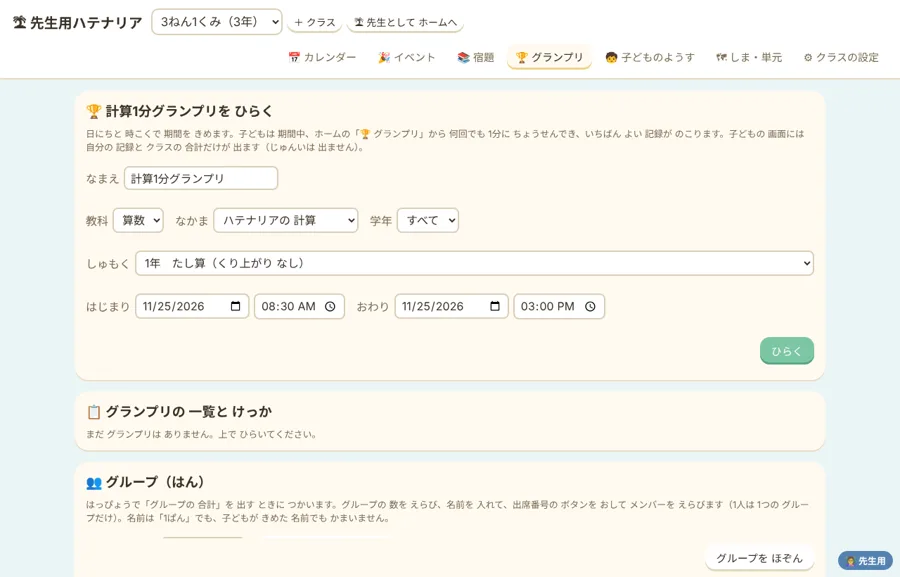 🏝 先生用ハテナリア 3ねん1くみ（3年） ＋ クラス 🏝 先生として ホームへ
📅 カレンダー 🎉 イベント 📚 宿題 🏆 グランプリ 🧒 子どものようす 🗺 しま・単元 ⚙ クラスの設定
🏆 計算1分グランプリを ひらく
日にちと 時こくで 期間を きめます。子どもは 期間中、ホームの「🏆 グランプリ」から 何回でも 1分に ちょうせんでき、いちばん よい 記録が のこります。子どもの 画面には
自分の 記録と クラスの 合計だけが 出ます（じゅんいは 出ません）。
なまえ 計算1分グランプリ
教科 算数 なかま ハテナリアの 計算 学年 すべて
しゅもく 1年 たし算（くり上がり なし）
はじまり 11/25/2026 08:30 AM おわり 11/25/2026 03:00 PM
ひらく
📋 グランプリの 一覧と けっか
まだ グランプリは ありません。上で ひらいてください。
👥 グループ（はん）
はっぴょうで「グループの 合計」を 出す ときに つかいます。グループの 数を えらび、名前を 入れて、出席番号の ボタンを おして メンバーを えらびます（1人は 1つの グルー
プだけ）。名前は「1ぱん」でも、子どもが きめた 名前でも かまいません。
グループを ほぞん
先生用